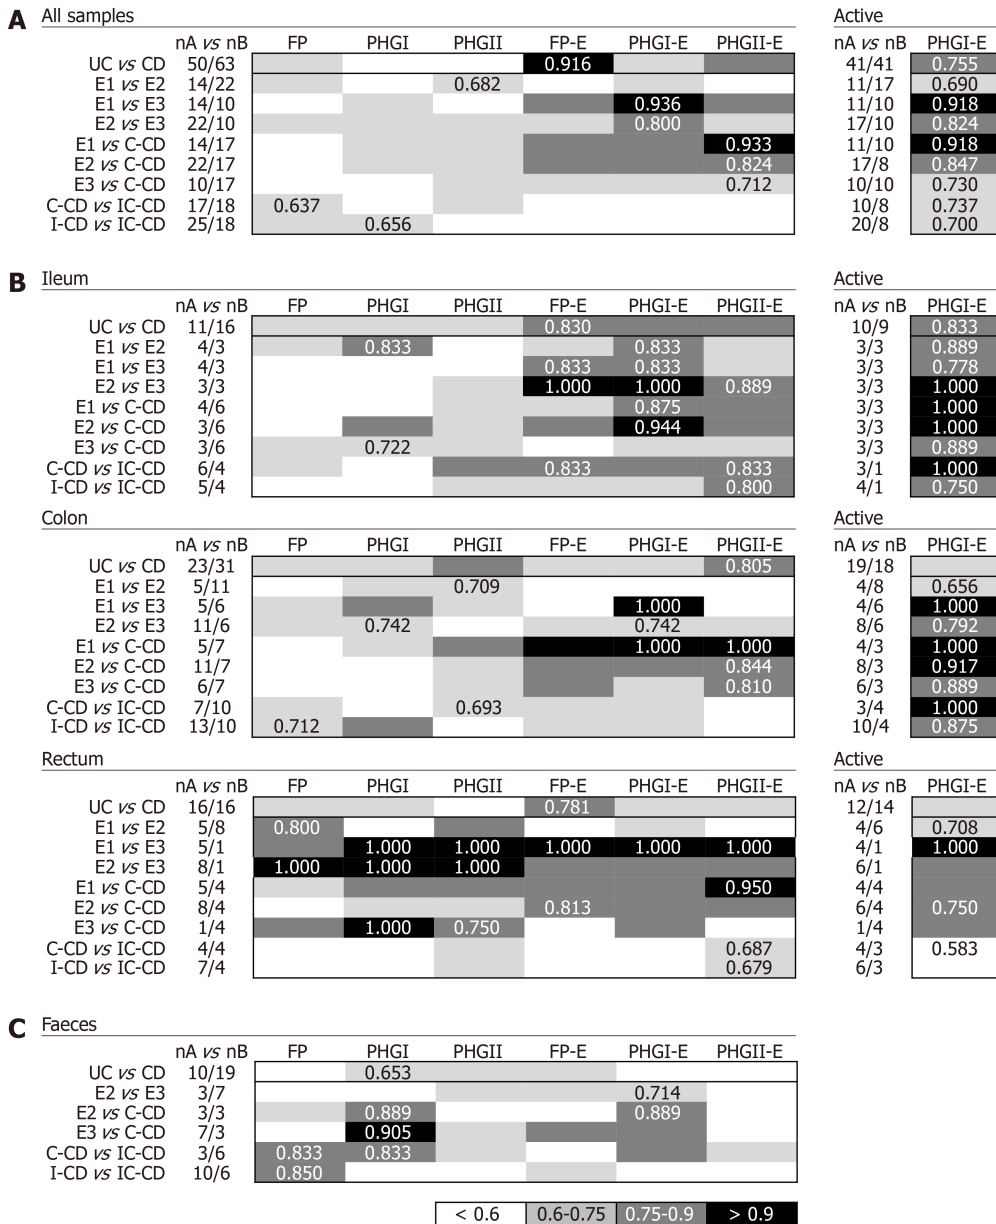 A All samples Active
nA vs nB FP PHGI PHGII FP-E PHGI-E PHGII-E nA vs nB PHGI-E
UC vs CD 50/63 0.916 41/41 0.755
E1 vs E2 14/22 0.682 11/17 0.690
E1 vs E3 14/10 0.936 11/10 0.918
E2 vs E3 22/10 0.800 17/10 0.824
E1 vs C-CD 14/17 0.933 11/10 0.918
E2 vs C-CD 22/17 0.824 17/8 0.847
E3 vs C-CD 10/17 0.712 10/10 0.730
C-CD vs IC-CD 17/18 0.637 10/8 0.737
I-CD vs IC-CD 25/18 0.656 20/8 0.700
B Ileum Active
nA vs nB FP PHGI PHGII FP-E PHGI-E PHGII-E nA vs nB PHGI-E
UC vs CD 11/16 0.830 10/9 0.833
E1 vs E2 4/3 0.833 0.833 3/3 0.889
E1 vs E3 4/3 0.833 0.833 3/3 0.778
E2 vs E3 3/3 1.000 1.000 0.889 3/3 1.000
E1 vs C-CD 4/6 0.875 3/3 1.000
E2 vs C-CD 3/6 0.944 3/3 1.000
E3 vs C-CD 3/6 0.722 3/3 0.889
C-CD vs IC-CD 6/4 0.833 0.833 3/1 1.000
I-CD vs IC-CD 5/4 0.800 4/1 0.750
Colon Active
nA vs nB FP PHGI PHGII FP-E PHGI-E PHGII-E nA vs nB PHGI-E
UC vs CD 23/31 0.805 19/18
E1 vs E2 5/11 0.709 4/8 0.656
E1 vs E3 5/6 1.000 4/6 1.000
E2 vs E3 11/6 0.742 0.742 8/6 0.792
E1 vs C-CD 5/7 1.000 1.000 4/3 1.000
E2 vs C-CD 11/7 0.844 8/3 0.917
E3 vs C-CD 6/7 0.810 6/3 0.889
C-CD vs IC-CD 7/10 0.693 3/4 1.000
I-CD vs IC-CD 13/10 0.712 10/4 0.875
Rectum Active
nA vs nB FP PHGI PHGII FP-E PHGI-E PHGII-E nA vs nB PHGI-E
UC vs CD 16/16 0.781 12/14
E1 vs E2 5/8 0.800 4/6 0.708
E1 vs E3 5/1 1.000 1.000 1.000 1.000 1.000 4/1 1.000
E2 vs E3 8/1 1.000 1.000 1.000 6/1
E1 vs C-CD 5/4 0.950 4/4
E2 vs C-CD 8/4 0.813 6/4 0.750
E3 vs C-CD 1/4 1.000 0.750 1/4
C-CD vs IC-CD 4/4 0.687 4/3 0.583
I-CD vs IC-CD 7/4 0.679 6/3
C Faeces
nA vs nB FP PHGI PHGII FP-E PHGI-E PHGII-E
UC vs CD 10/19 0.653
E2 vs E3 3/7 0.714
E2 vs C-CD 3/3 0.889 0.889
E3 vs C-CD 7/3 0.905
C-CD vs IC-CD 3/6 0.833 0.833
I-CD vs IC-CD 10/6 0.850
< 0.6 0.6-0.75 0.75-0.9 > 0.9